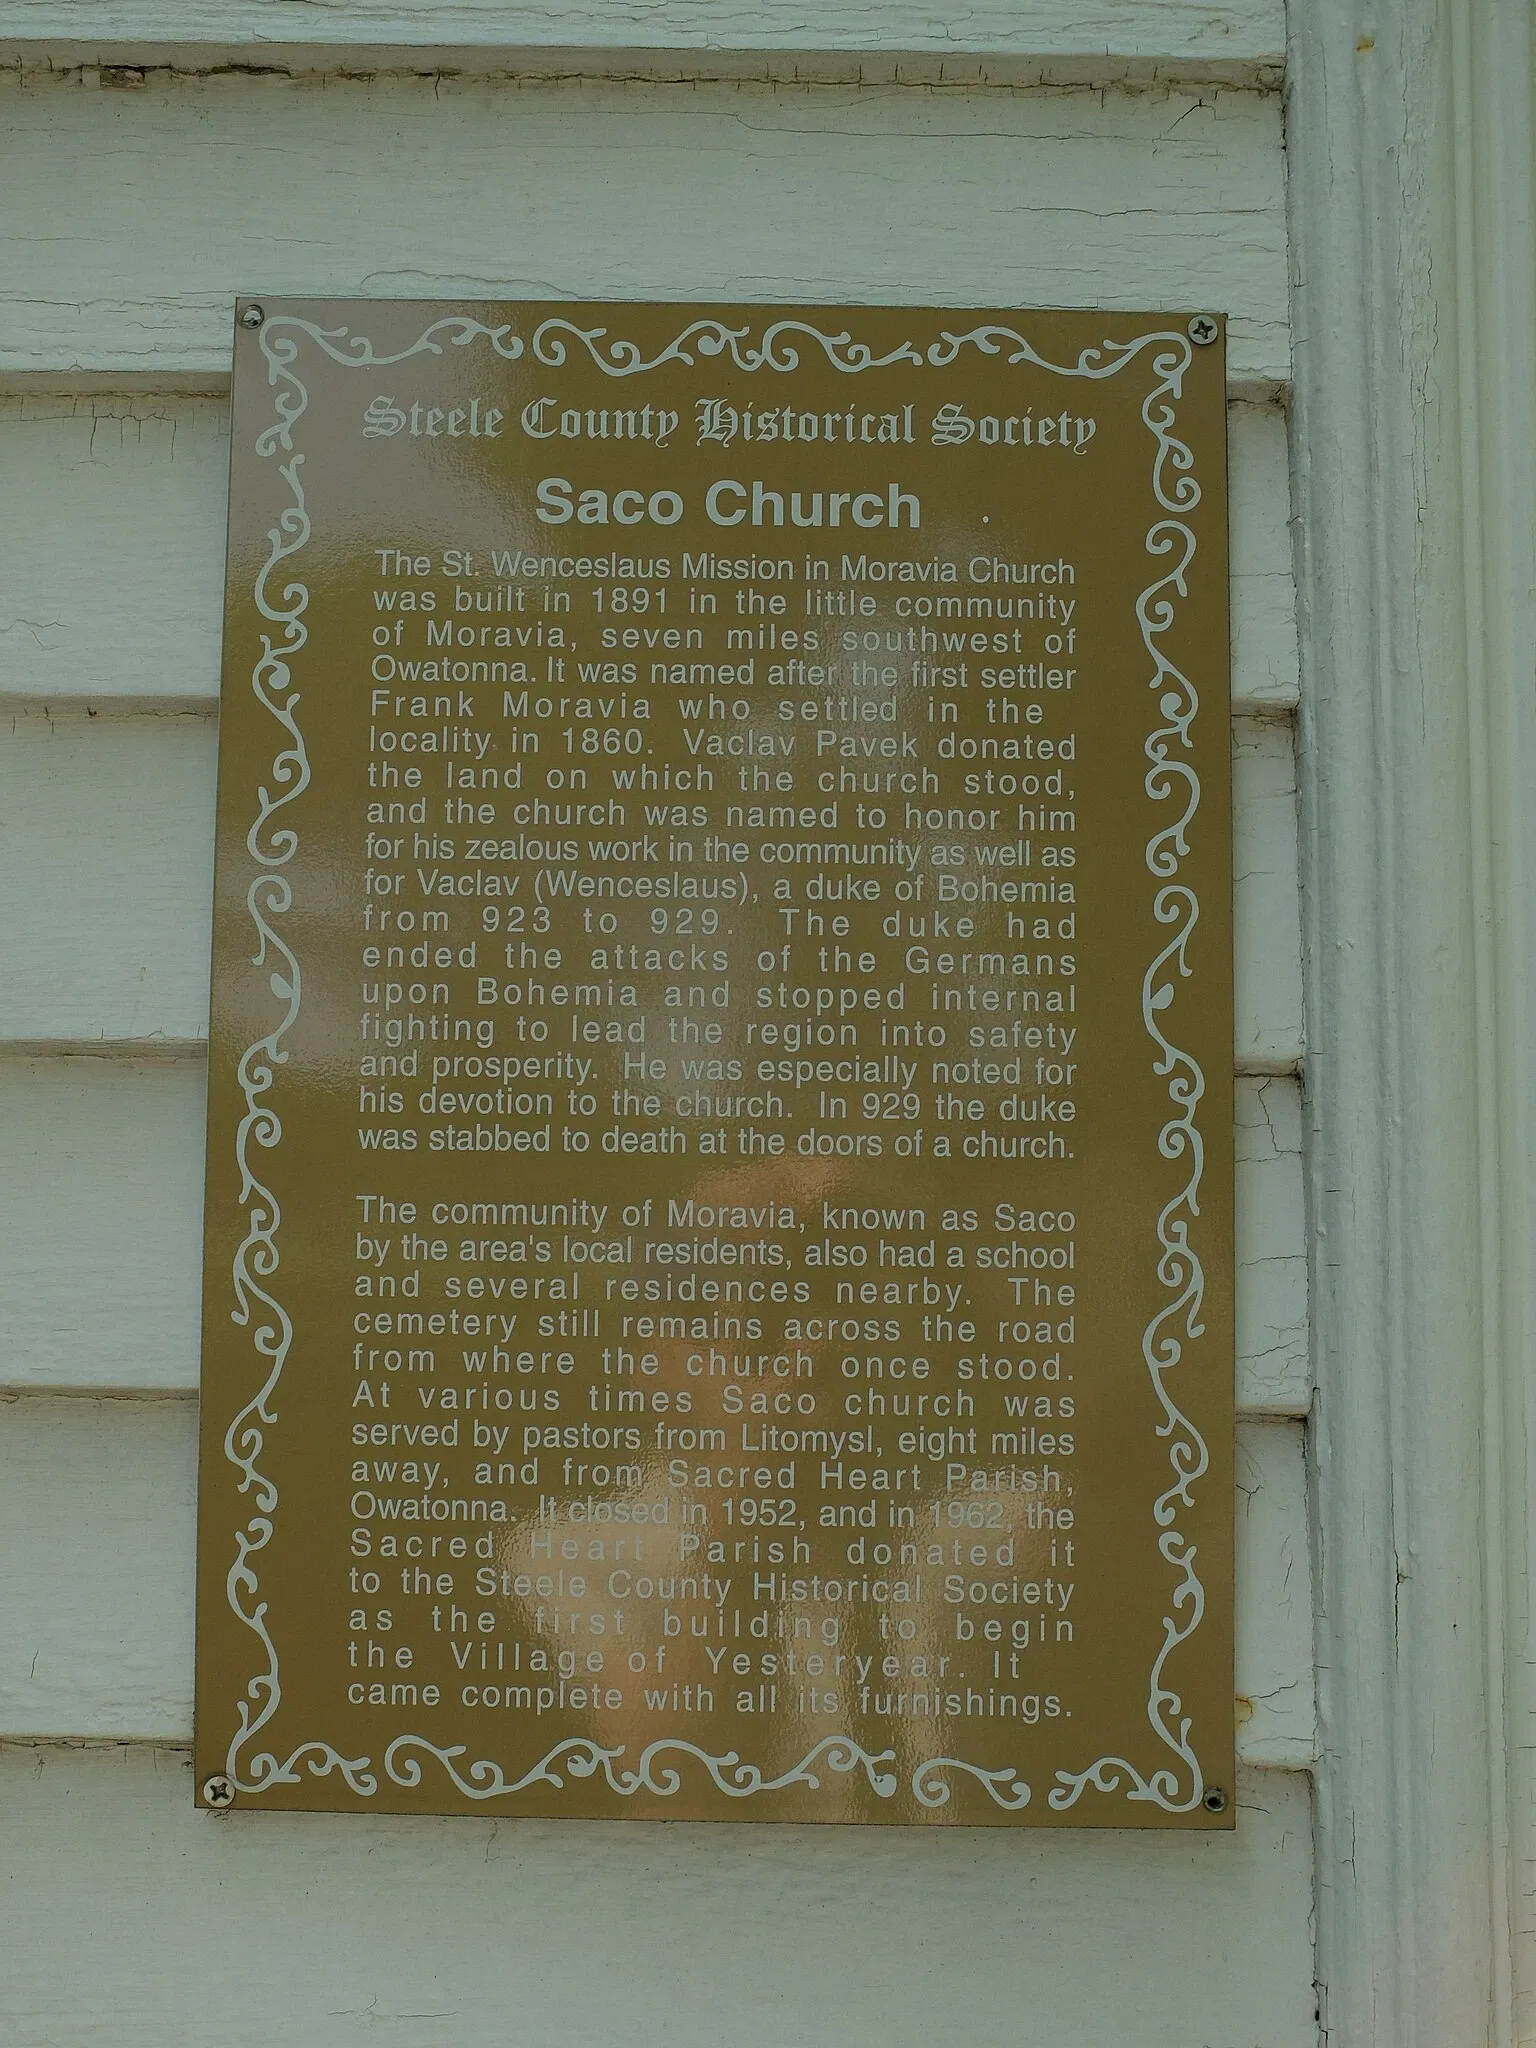 Steele County Historical Society
Saco Church
The St. Wenceslaus Mission in Moravia Church
was built in 1891 in the little community
of Moravia, seven miles southwest of
Owatonna. It was named after the first settler
Frank Moravia who settled in the
locality in 1860. Vaclav Pavek donated
the land on which the church stood,
and the church was named to honor him
for his zealous work in the community as well as
for Vaclav (Wenceslaus), a duke of Bohemia
from 923 to 929. The duke had
ended the attacks of the Germans
upon Bohemia and stopped internal
fighting to lead the region into safety
and prosperity. He was especially noted for
his devotion to the church. In 929 the duke
was stabbed to death at the doors of a church.
The community of Moravia, known as Saco
by the area's local residents, also had a school
and several residences nearby. The
cemetery still remains across the road
from where the church once stood.
At various times Saco church was
served by pastors from Litomysl, eight miles
away, and from Sacred Heart Parish,
Owatonna. It closed in 1952, and in 1962, the
Sacred Heart Parish donated it
to the Steele County Historical Society
as the first building to begin
the Village of Yesteryear. It
came complete with all its furnishings.